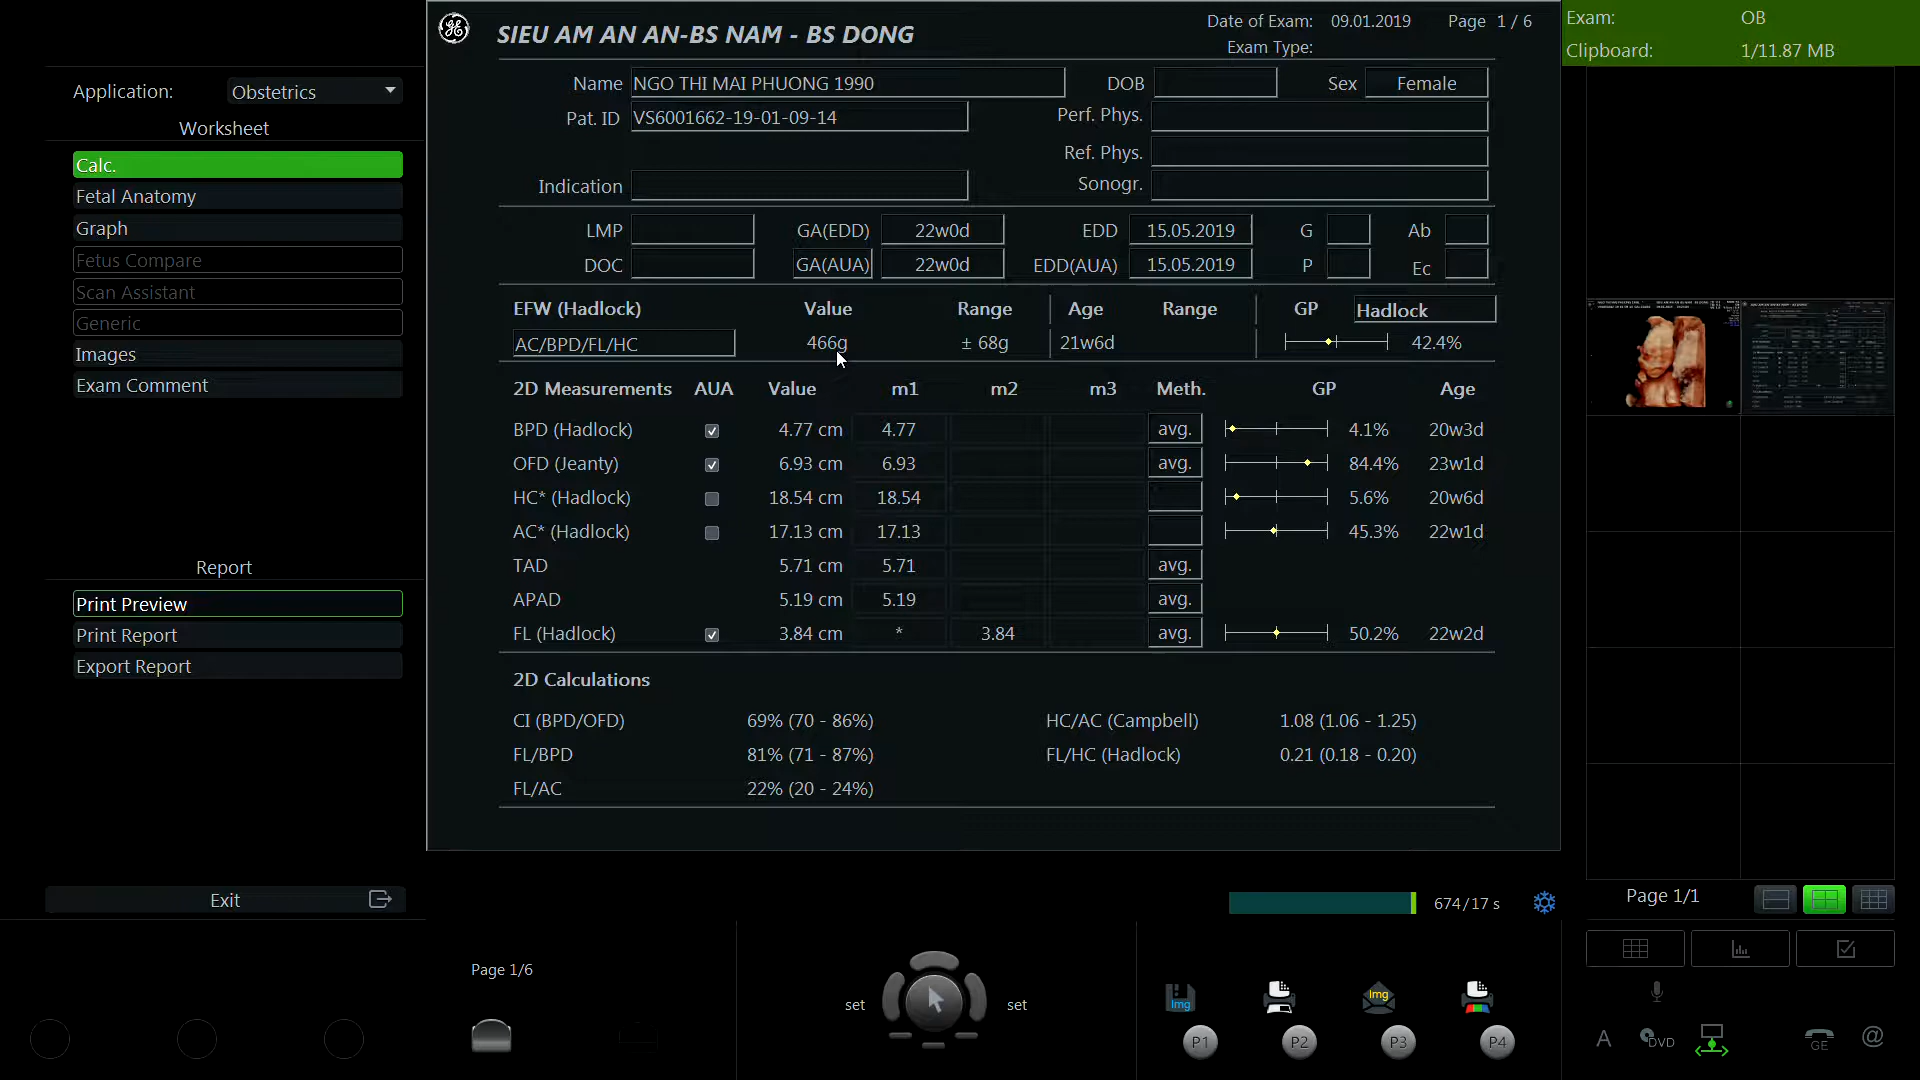 SIEU AM AN AN-BS NAM - BS DONG
Date of Exam: 09.01.2019 Page 1 / 6
Exam Type:
Exam: OB
Clipboard: 1/11.87 MB
Application: Obstetrics
Worksheet
Calc.
Fetal Anatomy
Graph
Fetus Compare
Scan Assistant
Generic
Images
Exam Comment
Report
Print Preview
Print Report
Export Report
Exit
Name NGO THI MAI PHUONG 1990 DOB Sex Female
Pat. ID VS6001662-19-01-09-14 Perf. Phys.
Ref. Phys.
Indication Sonogr.
LMP GA(EDD) 22w0d EDD 15.05.2019 G Ab
DOC GA(AUA) 22w0d EDD(AUA) 15.05.2019 P Ec
EFW (Hadlock) Value Range Age Range GP Hadlock
AC/BPD/FL/HC 466g ± 68g 21w6d 42.4%
2D Measurements AUA Value m1 m2 m3 Meth. GP Age
BPD (Hadlock) 4.77 cm 4.77 avg. 4.1% 20w3d
OFD (Jeanty) 6.93 cm 6.93 avg. 84.4% 23w1d
HC* (Hadlock) 18.54 cm 18.54 5.6% 20w6d
AC* (Hadlock) 17.13 cm 17.13 45.3% 22w1d
TAD 5.71 cm 5.71 avg.
APAD 5.19 cm 5.19 avg.
FL (Hadlock) 3.84 cm * 3.84 avg. 50.2% 22w2d
2D Calculations
CI (BPD/OFD) 69% (70 - 86%) HC/AC (Campbell) 1.08 (1.06 - 1.25)
FL/BPD 81% (71 - 87%) FL/HC (Hadlock) 0.21 (0.18 - 0.20)
FL/AC 22% (20 - 24%)
674/17 s
Page 1/1
Page 1/6
set set
Img Img
P1 P2 P3 P4
A DVD GE @